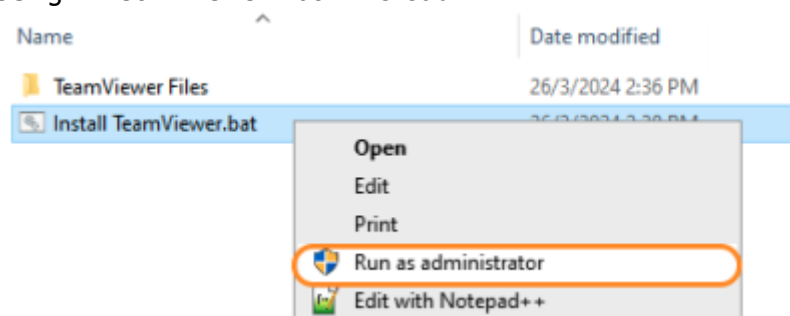 Name Date modified
TeamViewer Files 26/3/2024 2:36 PM
Install TeamViewer.bat
Open
Edit
Print
Run as administrator
Edit with Notepad++